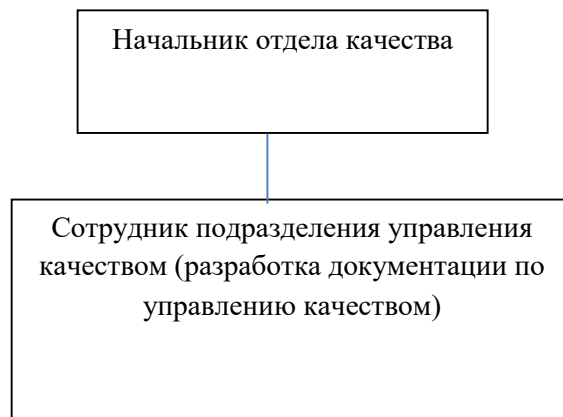 Начальник отдела качества
Сотрудник подразделения управления
качеством (разработка документации по
управлению качеством)